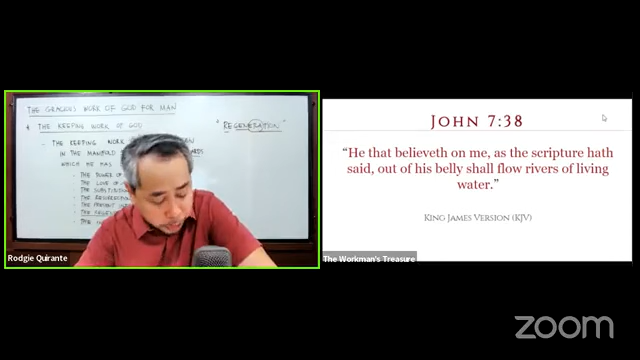 THE GRACIOUS WORK OF GOD FOR MAN
THE KEEPING WORK OF GOD
"REGENERATION"
- THE KEEPING WORK
IN THE MANIFOLD
WHICH HE HAS
- THE POWER OF
- THE LOVE OF
- THE
- THE RESURRECTION
- THE PRESENT
- THE
- THE
Rodgie Quirante
JOHN 7:38
“He that believeth on me, as the scripture hath
said, out of his belly shall flow rivers of living
water.”
KING JAMES VERSION (KJV)
The Workman's Treasure
zoom